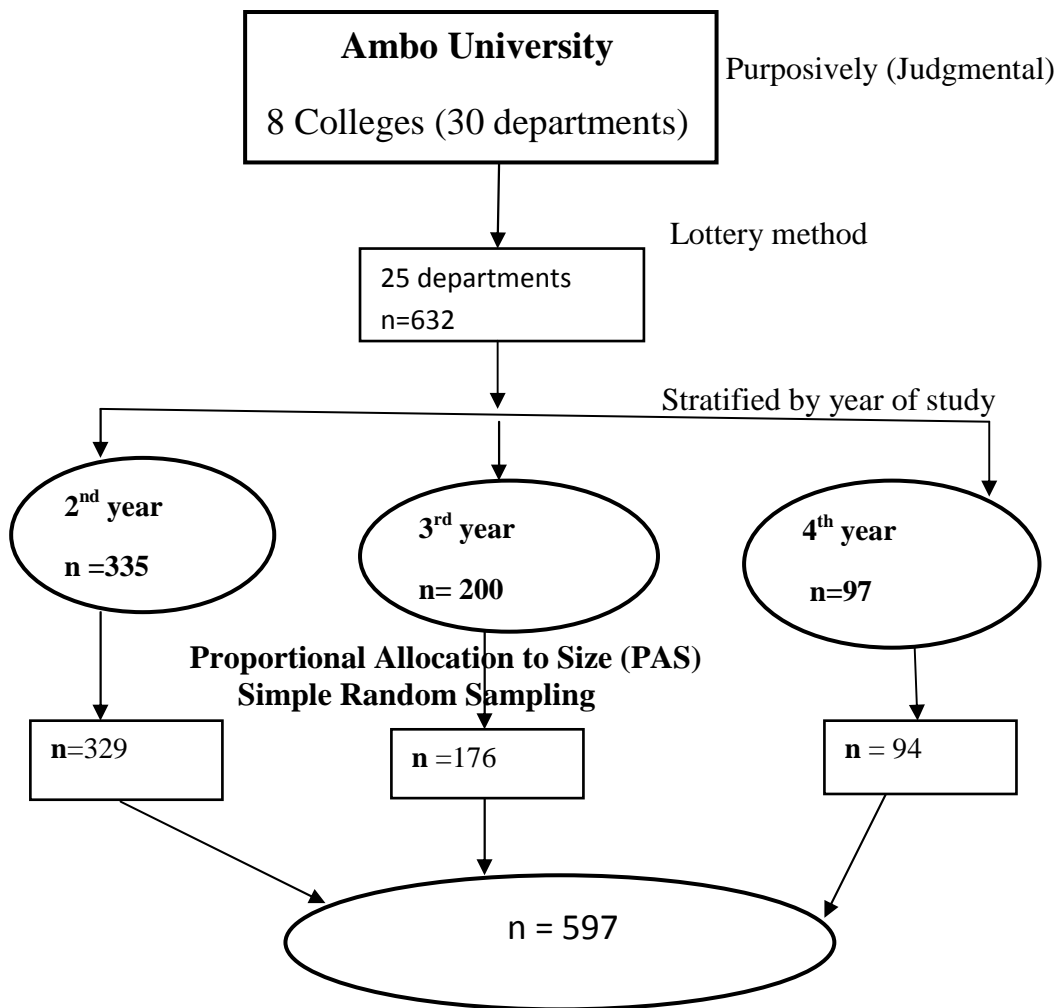 Ambo University
Purposively (Judgmental)
8 Colleges (30 departments)
Lottery method
25 departments
n=632
Stratified by year of study
2nd year
n =335
3rd year
n= 200
4th year
n=97
Proportional Allocation to Size (PAS)
Simple Random Sampling
n=329
n =176
n = 94
n = 597